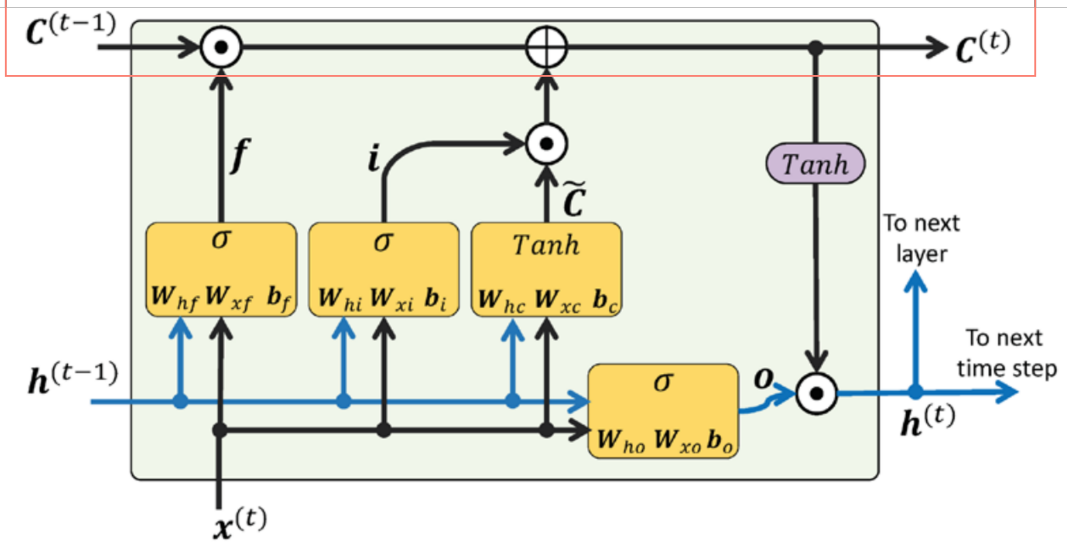 C^(t−1)
C^(t)
f
i
C̃
Tanh
σ
W_hf W_xf b_f
σ
W_hi W_xi b_i
Tanh
W_hc W_xc b_c
To next
layer
To next
time step
h^(t−1)
σ
W_ho W_xo b_o
o
h^(t)
x^(t)